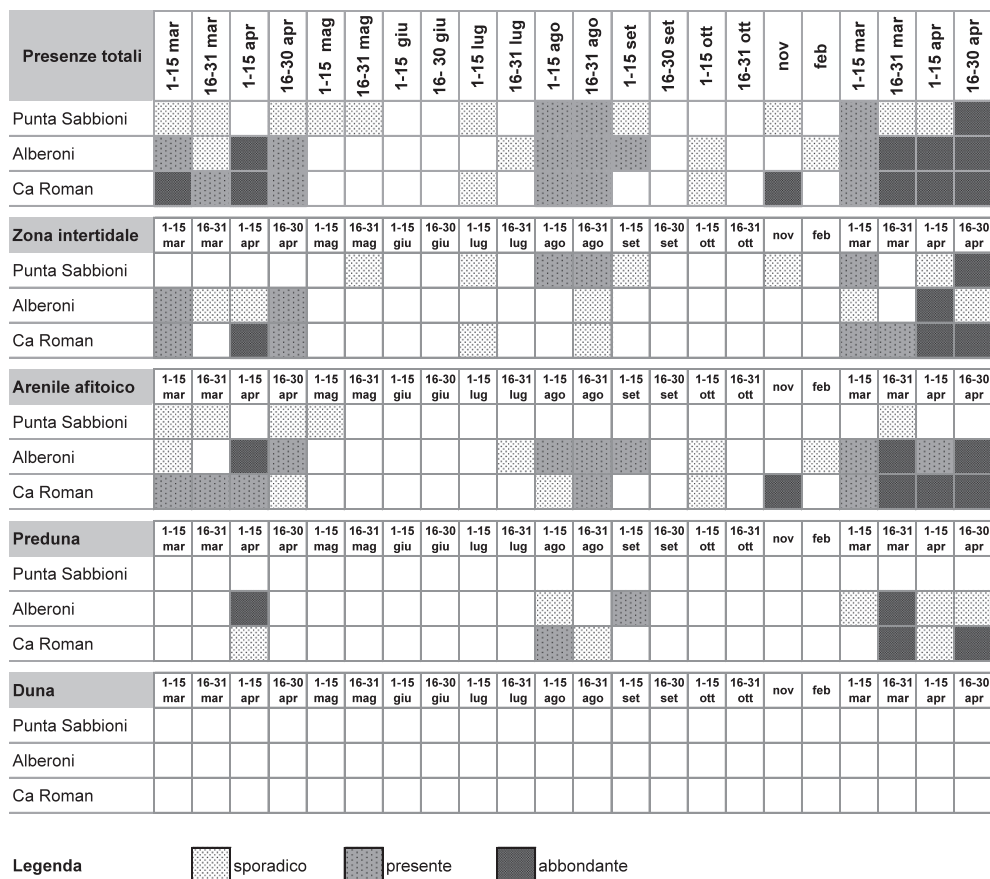 Presenze totali 1-15 mar 16-31 mar 1-15 apr 16-30 apr 1-15 mag 16-31 mag 1-15 giu 16- 30 giu 1-15 lug 16-31 lug 1-15 ago 16-31 ago 1-15 set 16-30 set 1-15 ott 16-31 ott nov feb 1-15 mar 16-31 mar 1-15 apr 16-30 apr
Punta Sabbioni
Alberoni
Ca Roman
Zona intertidale 1-15 mar 16-31 mar 1-15 apr 16-30 apr 1-15 mag 16-31 mag 1-15 giu 16-30 giu 1-15 lug 16-31 lug 1-15 ago 16-31 ago 1-15 set 16-30 set 1-15 ott 16-31 ott nov feb 1-15 mar 16-31 mar 1-15 apr 16-30 apr
Punta Sabbioni
Alberoni
Ca Roman
Arenile afitoico 1-15 mar 16-31 mar 1-15 apr 16-30 apr 1-15 mag 16-31 mag 1-15 giu 16-30 giu 1-15 lug 16-31 lug 1-15 ago 16-31 ago 1-15 set 16-30 set 1-15 ott 16-31 ott nov feb 1-15 mar 16-31 mar 1-15 apr 16-30 apr
Punta Sabbioni
Alberoni
Ca Roman
Preduna 1-15 mar 16-31 mar 1-15 apr 16-30 apr 1-15 mag 16-31 mag 1-15 giu 16-30 giu 1-15 lug 16-31 lug 1-15 ago 16-31 ago 1-15 set 16-30 set 1-15 ott 16-31 ott nov feb 1-15 mar 16-31 mar 1-15 apr 16-30 apr
Punta Sabbioni
Alberoni
Ca Roman
Duna 1-15 mar 16-31 mar 1-15 apr 16-30 apr 1-15 mag 16-31 mag 1-15 giu 16-30 giu 1-15 lug 16-31 lug 1-15 ago 16-31 ago 1-15 set 16-30 set 1-15 ott 16-31 ott nov feb 1-15 mar 16-31 mar 1-15 apr 16-30 apr
Punta Sabbioni
Alberoni
Ca Roman
Legenda sporadico presente abbondante